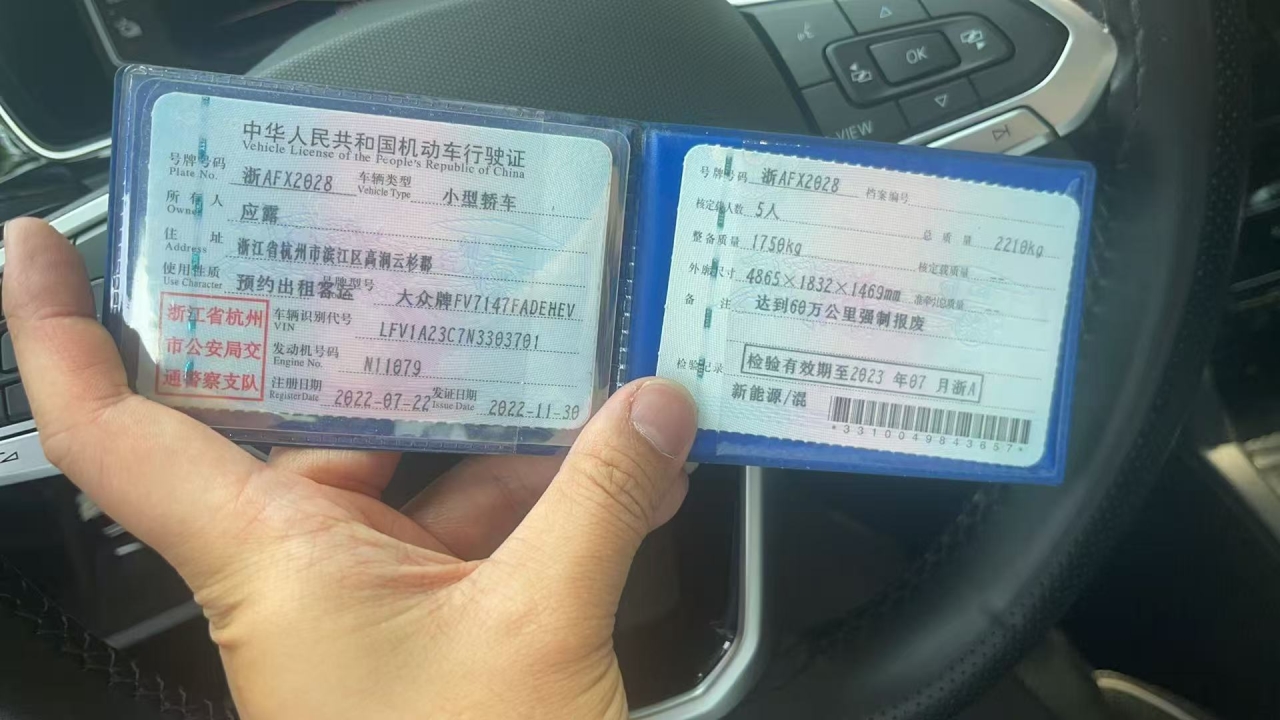 中华人民共和国机动车行驶证
Vehicle License of the People's Republic of China
号牌号码 浙AFX2028 车辆类型 小型轿车
Plate No. Vehicle Type
所有人 应露
Owner
住址 浙江省杭州市滨江区高润云杉郡
Address
使用性质 预约出租客运 号牌型号 大众牌FV7147FADEHEV
Use Character
浙江省杭州
市公安局交
通警察支队
车辆识别代号 LFV1A23C7N3303701
VIN
发动机号码 N11079
Engine No.
注册日期 2022-07-22 发证日期 2022-11-30
Register Date Issue Date
号牌号码 浙AFX2028 档案编号
核定载人数 5人 总质量 2210kg
整备质量 1750kg 核定载质量
外廓尺寸 4865×1832×1469mm 准牵引总质量
备注 达到60万公里强制报废
检验记录 检验有效期至2023年07月浙A
新能源/混
*3310049843657*
OK
VIEW